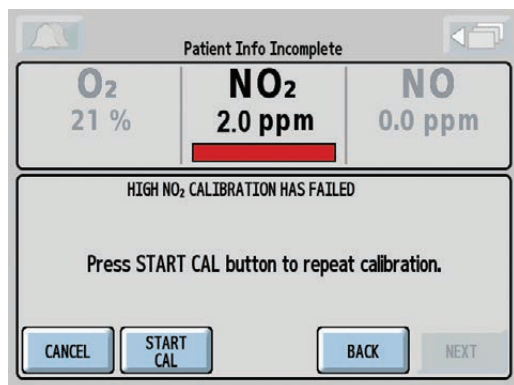 Patient Info Incomplete
O₂ NO₂ NO
21 % 2.0 ppm 0.0 ppm
HIGH NO₂ CALIBRATION HAS FAILED
Press START CAL button to repeat calibration.
CANCEL START CAL BACK NEXT